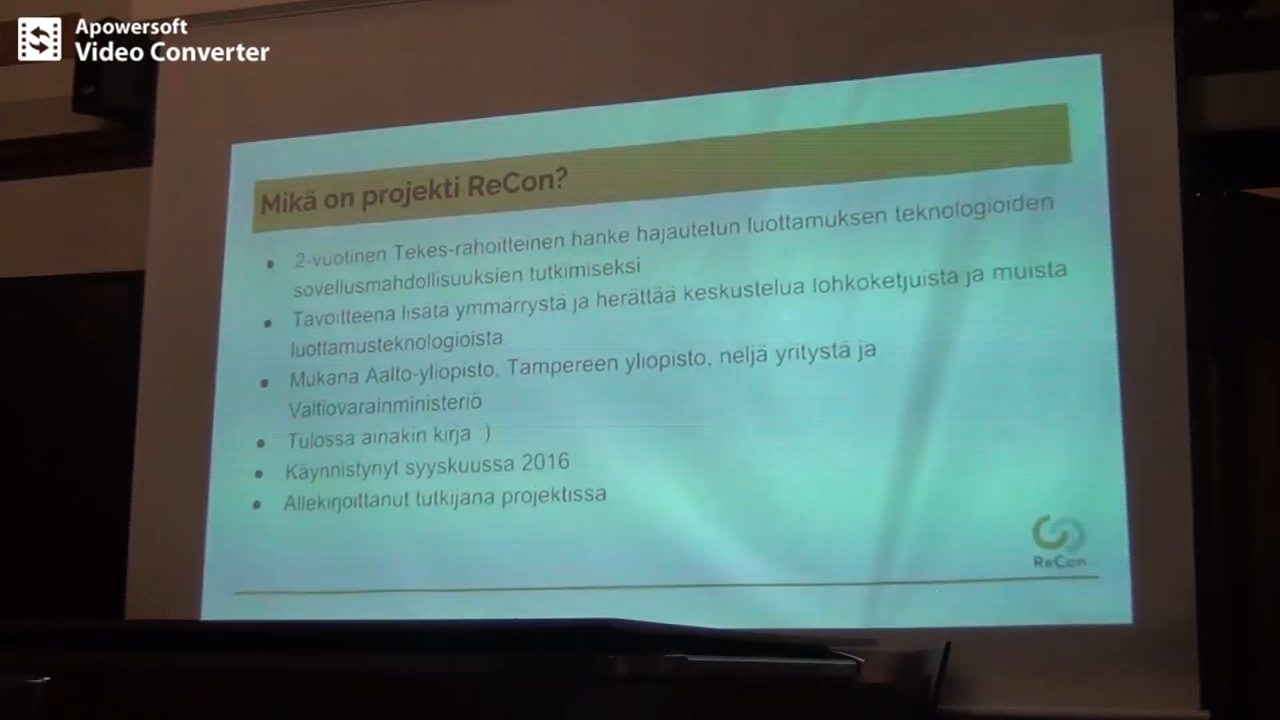 Apowersoft
Video Converter
Mikä on projekti ReCon?
• 2-vuotinen Tekes-rahoitteinen hanke hajautetun luottamuksen teknologioiden
sovellusmahdollisuuksien tutkimiseksi
• Tavoitteena lisätä ymmärrystä ja herättää keskustelua lohkoketjuista ja muista
luottamusteknologioista
• Mukana Aalto-yliopisto, Tampereen yliopisto, neljä yritystä ja
Valtiovarainministeriö
• Tulossa ainakin kirja :)
• Käynnistynyt syyskuussa 2016
• Allekirjoittanut tutkijana projektissa
ReCon